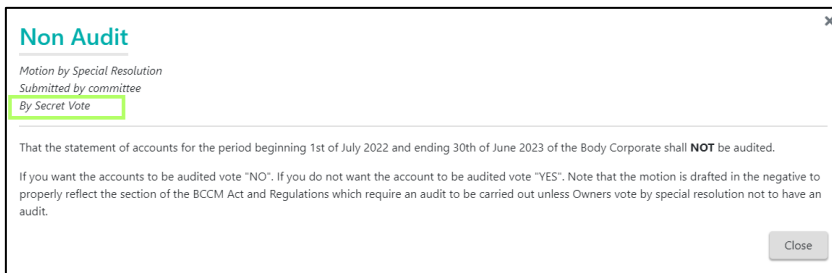 Non Audit
Motion by Special Resolution
Submitted by committee
By Secret Vote
That the statement of accounts for the period beginning 1st of July 2022 and ending 30th of June 2023 of the Body Corporate shall NOT be audited.
If you want the accounts to be audited vote "NO". If you do not want the account to be audited vote "YES". Note that the motion is drafted in the negative to
properly reflect the section of the BCCM Act and Regulations which require an audit to be carried out unless Owners vote by special resolution not to have an
audit.
Close